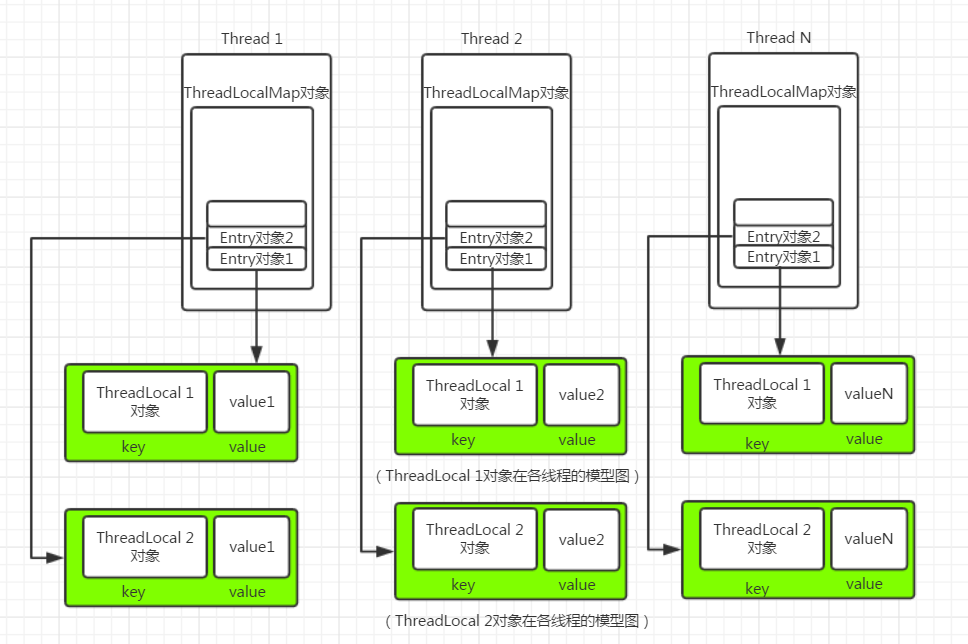 Thread 1
Thread 2
Thread N
ThreadLocalMap对象
ThreadLocalMap对象
ThreadLocalMap对象
Entry对象2
Entry对象1
Entry对象2
Entry对象1
Entry对象2
Entry对象1
ThreadLocal 1
对象
value1
key
value
ThreadLocal 1
对象
value2
key
value
ThreadLocal 1
对象
valueN
key
value
（ThreadLocal 1对象在各线程的模型图）
ThreadLocal 2
对象
value1
key
value
ThreadLocal 2
对象
value2
key
value
ThreadLocal 2
对象
valueN
key
value
（ThreadLocal 2对象在各线程的模型图）